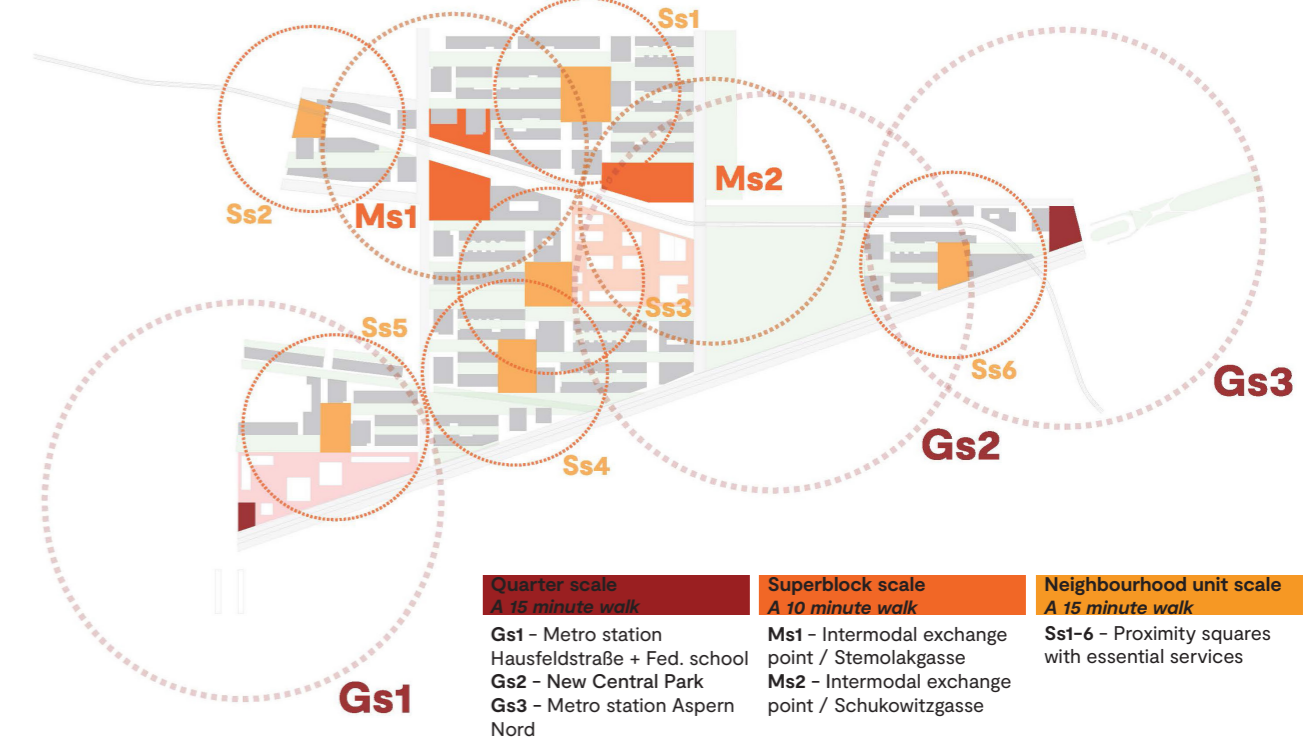 Ss1
Ss2
Ms1
Ms2
Ss3
Ss5
Ss6
Gs3
Gs2
Ss4
Gs1
Quarter scale
A 15 minute walk
Gs1 - Metro station
Hausfeldstraße + Fed. school
Gs2 - New Central Park
Gs3 - Metro station Aspern
Nord
Superblock scale
A 10 minute walk
Ms1 - Intermodal exchange
point / Stemolakgasse
Ms2 - Intermodal exchange
point / Schukowitzgasse
Neighbourhood unit scale
A 15 minute walk
Ss1-6 - Proximity squares
with essential services